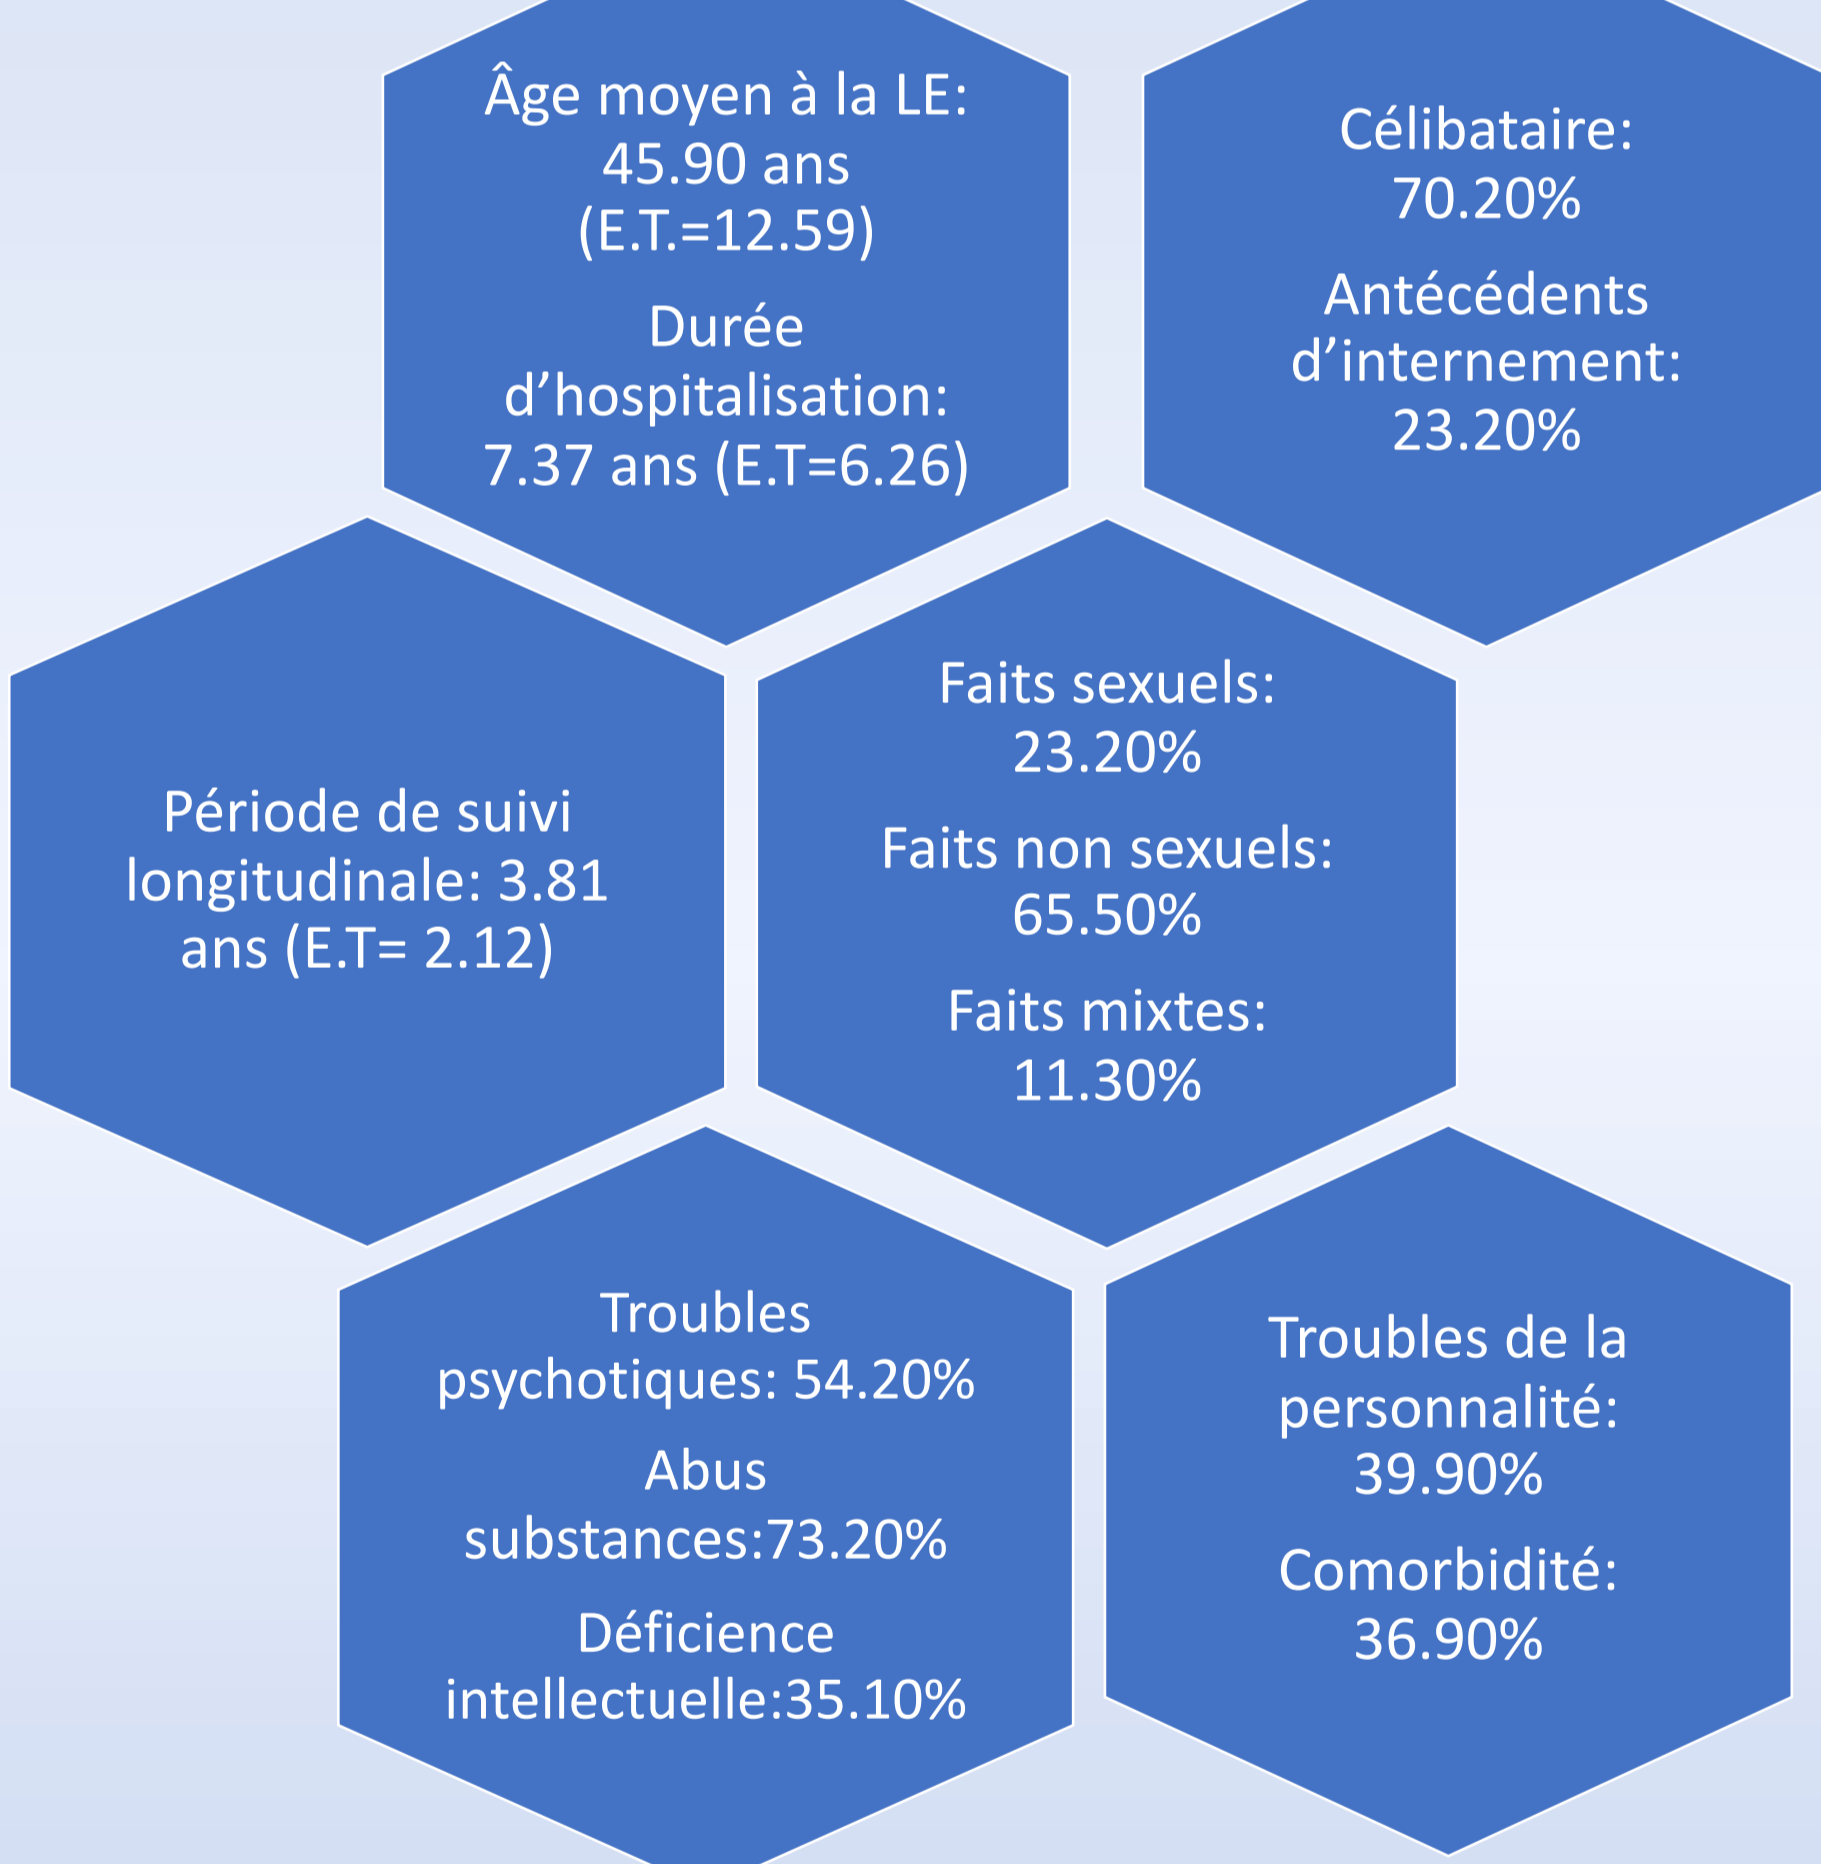 Âge moyen à la LE:
45.90 ans
(E.T.=12.59)
Durée
d’hospitalisation:
7.37 ans (E.T=6.26)
Célibataire:
70.20%
Antécédents
d’internement:
23.20%
Période de suivi
longitudinale: 3.81
ans (E.T= 2.12)
Faits sexuels:
23.20%
Faits non sexuels:
65.50%
Faits mixtes:
11.30%
Troubles
psychotiques: 54.20%
Abus
substances:73.20%
Déficience
intellectuelle:35.10%
Troubles de la
personnalité:
39.90%
Comorbidité:
36.90%